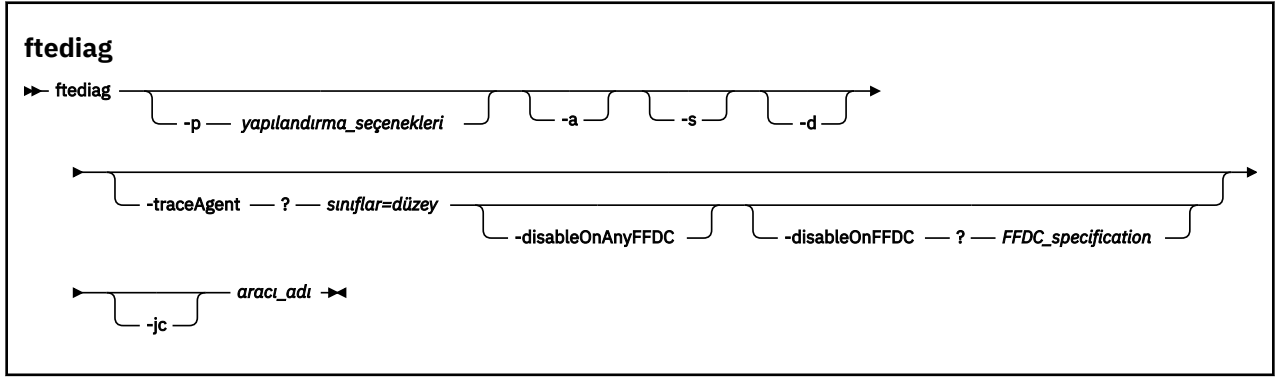 ftediag
ftediag
-p yapılandırma_seçenekleri -a -s -d
-traceAgent ? sınıflar=düzey
-disableOnAnyFFDC -disableOnFFDC ? FFDC_specification
aracı_adı
-jc